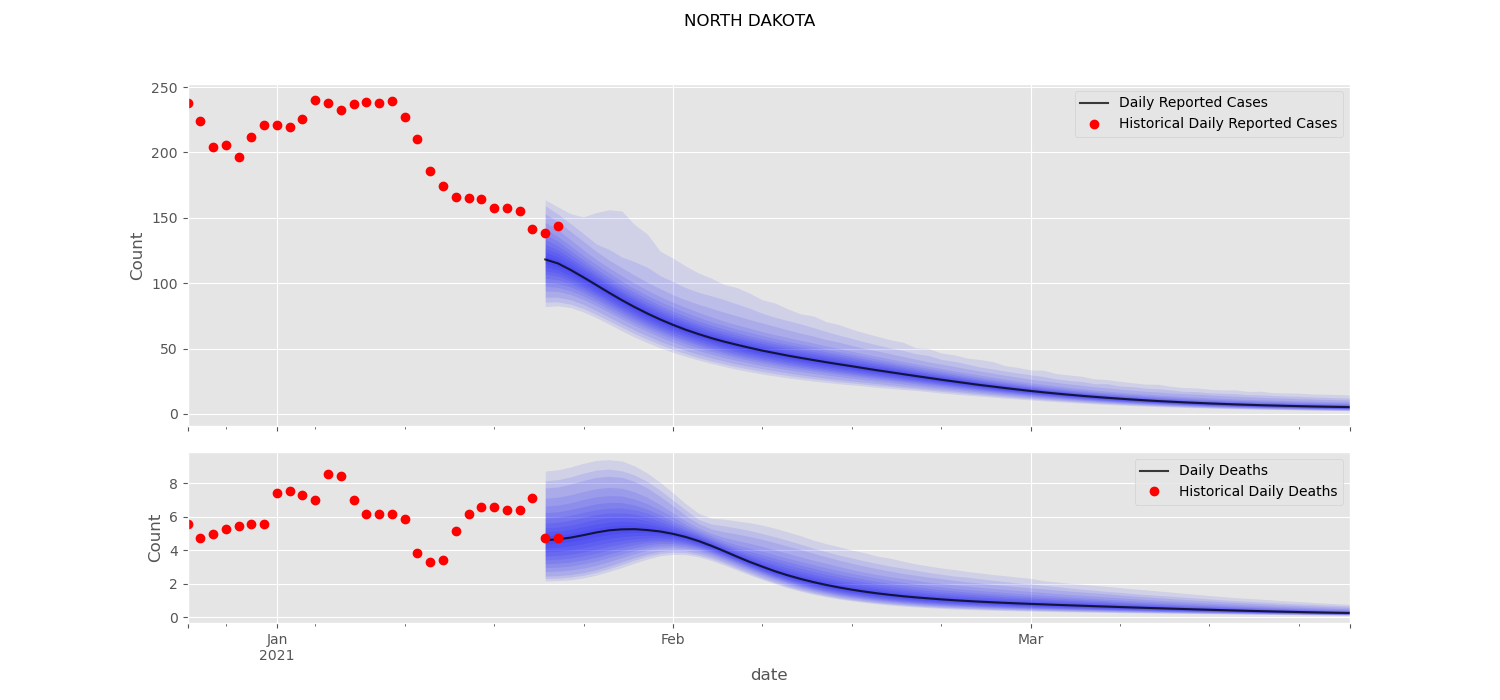 NORTH DAKOTA
250
200
150
100
50
0
Count
Daily Reported Cases
Historical Daily Reported Cases
8
6
4
2
0
Count
Daily Deaths
Historical Daily Deaths
Jan
2021
Feb
Mar
date